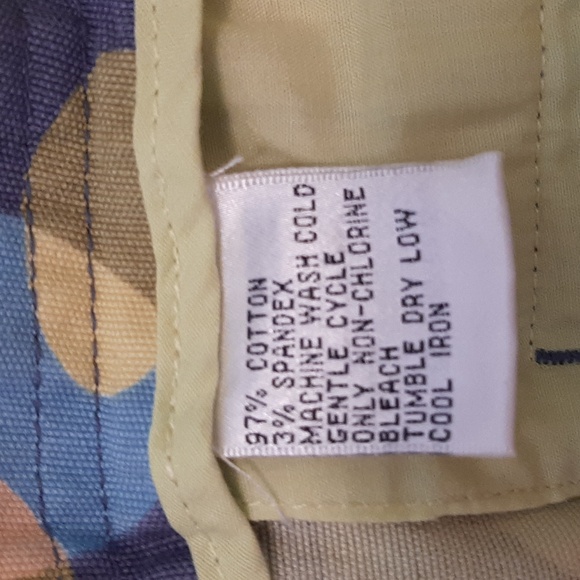 97% COTTON
3% SPANDEX
MACHINE WASH COLD
GENTLE CYCLE
ONLY NON-CHLORINE
BLEACH
TUMBLE DRY LOW
COOL IRON